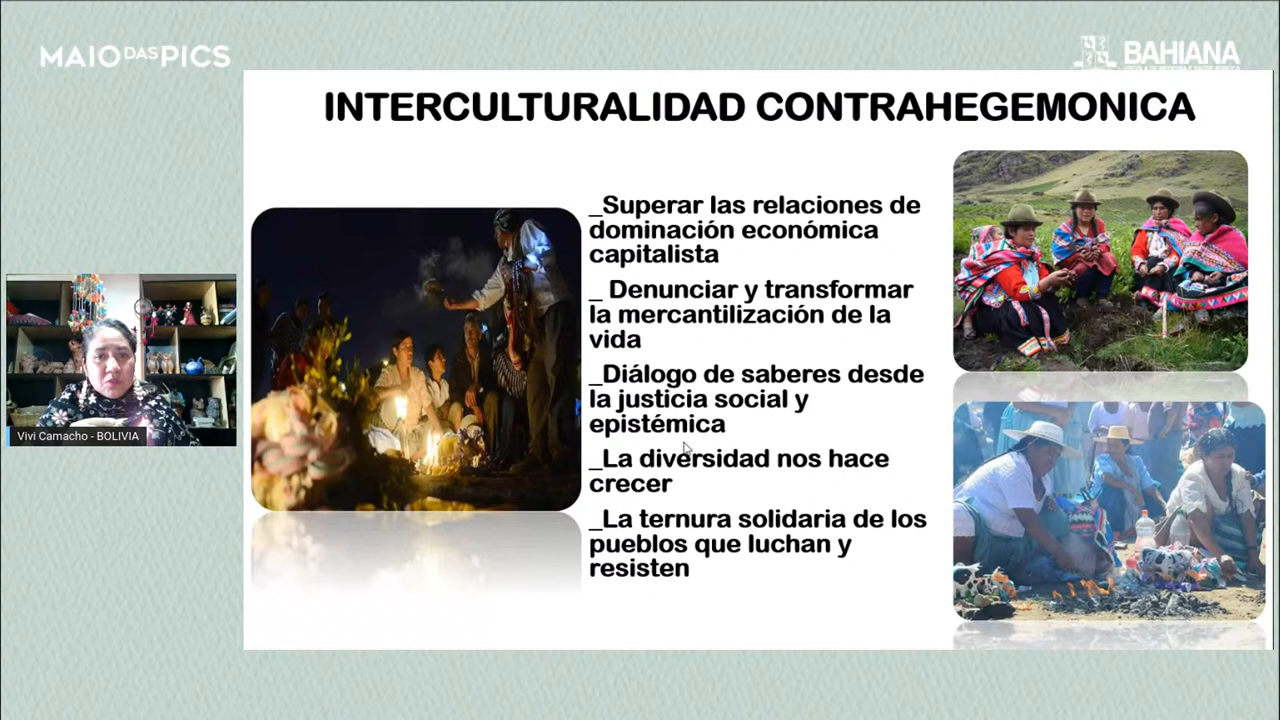 MAIO DAS PICS
BAHIANA
INTERCULTURALIDAD CONTRAHEGEMONICA
_Superar las relaciones de
dominación económica
capitalista
_ Denunciar y transformar
la mercantilización de la
vida
_Diálogo de saberes desde
la justicia social y
epistémica
_La diversidad nos hace
crecer
_La ternura solidaria de los
pueblos que luchan y
resisten
Vivi Camacho - BOLIVIA